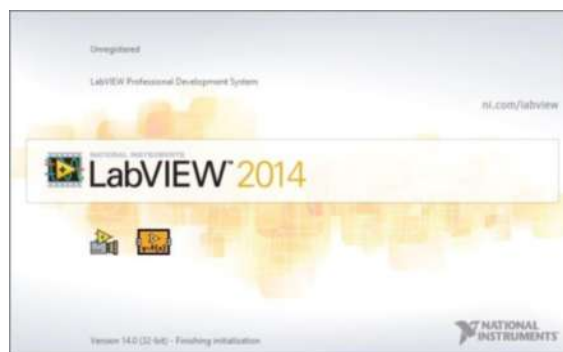 Unregistered
LabVIEW Professional Development System
ni.com/labview
NATIONAL INSTRUMENTS
LabVIEW™ 2014
Version 14.0 (32-bit) - Finishing initialization
NATIONAL
INSTRUMENTS